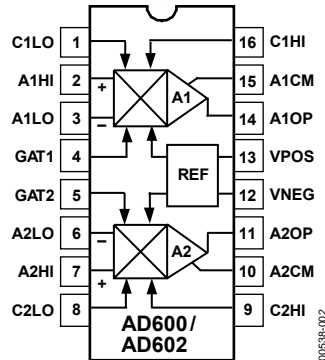 C1LO 1 16 C1HI
A1HI 2 + A1 15 A1CM
A1LO 3 – 14 A1OP
GAT1 4 13 VPOS
REF
GAT2 5 12 VNEG
A2LO 6 – 11 A2OP
A2HI 7 + A2 10 A2CM
C2LO 8 9 C2HI
AD600/
AD602
00538-002